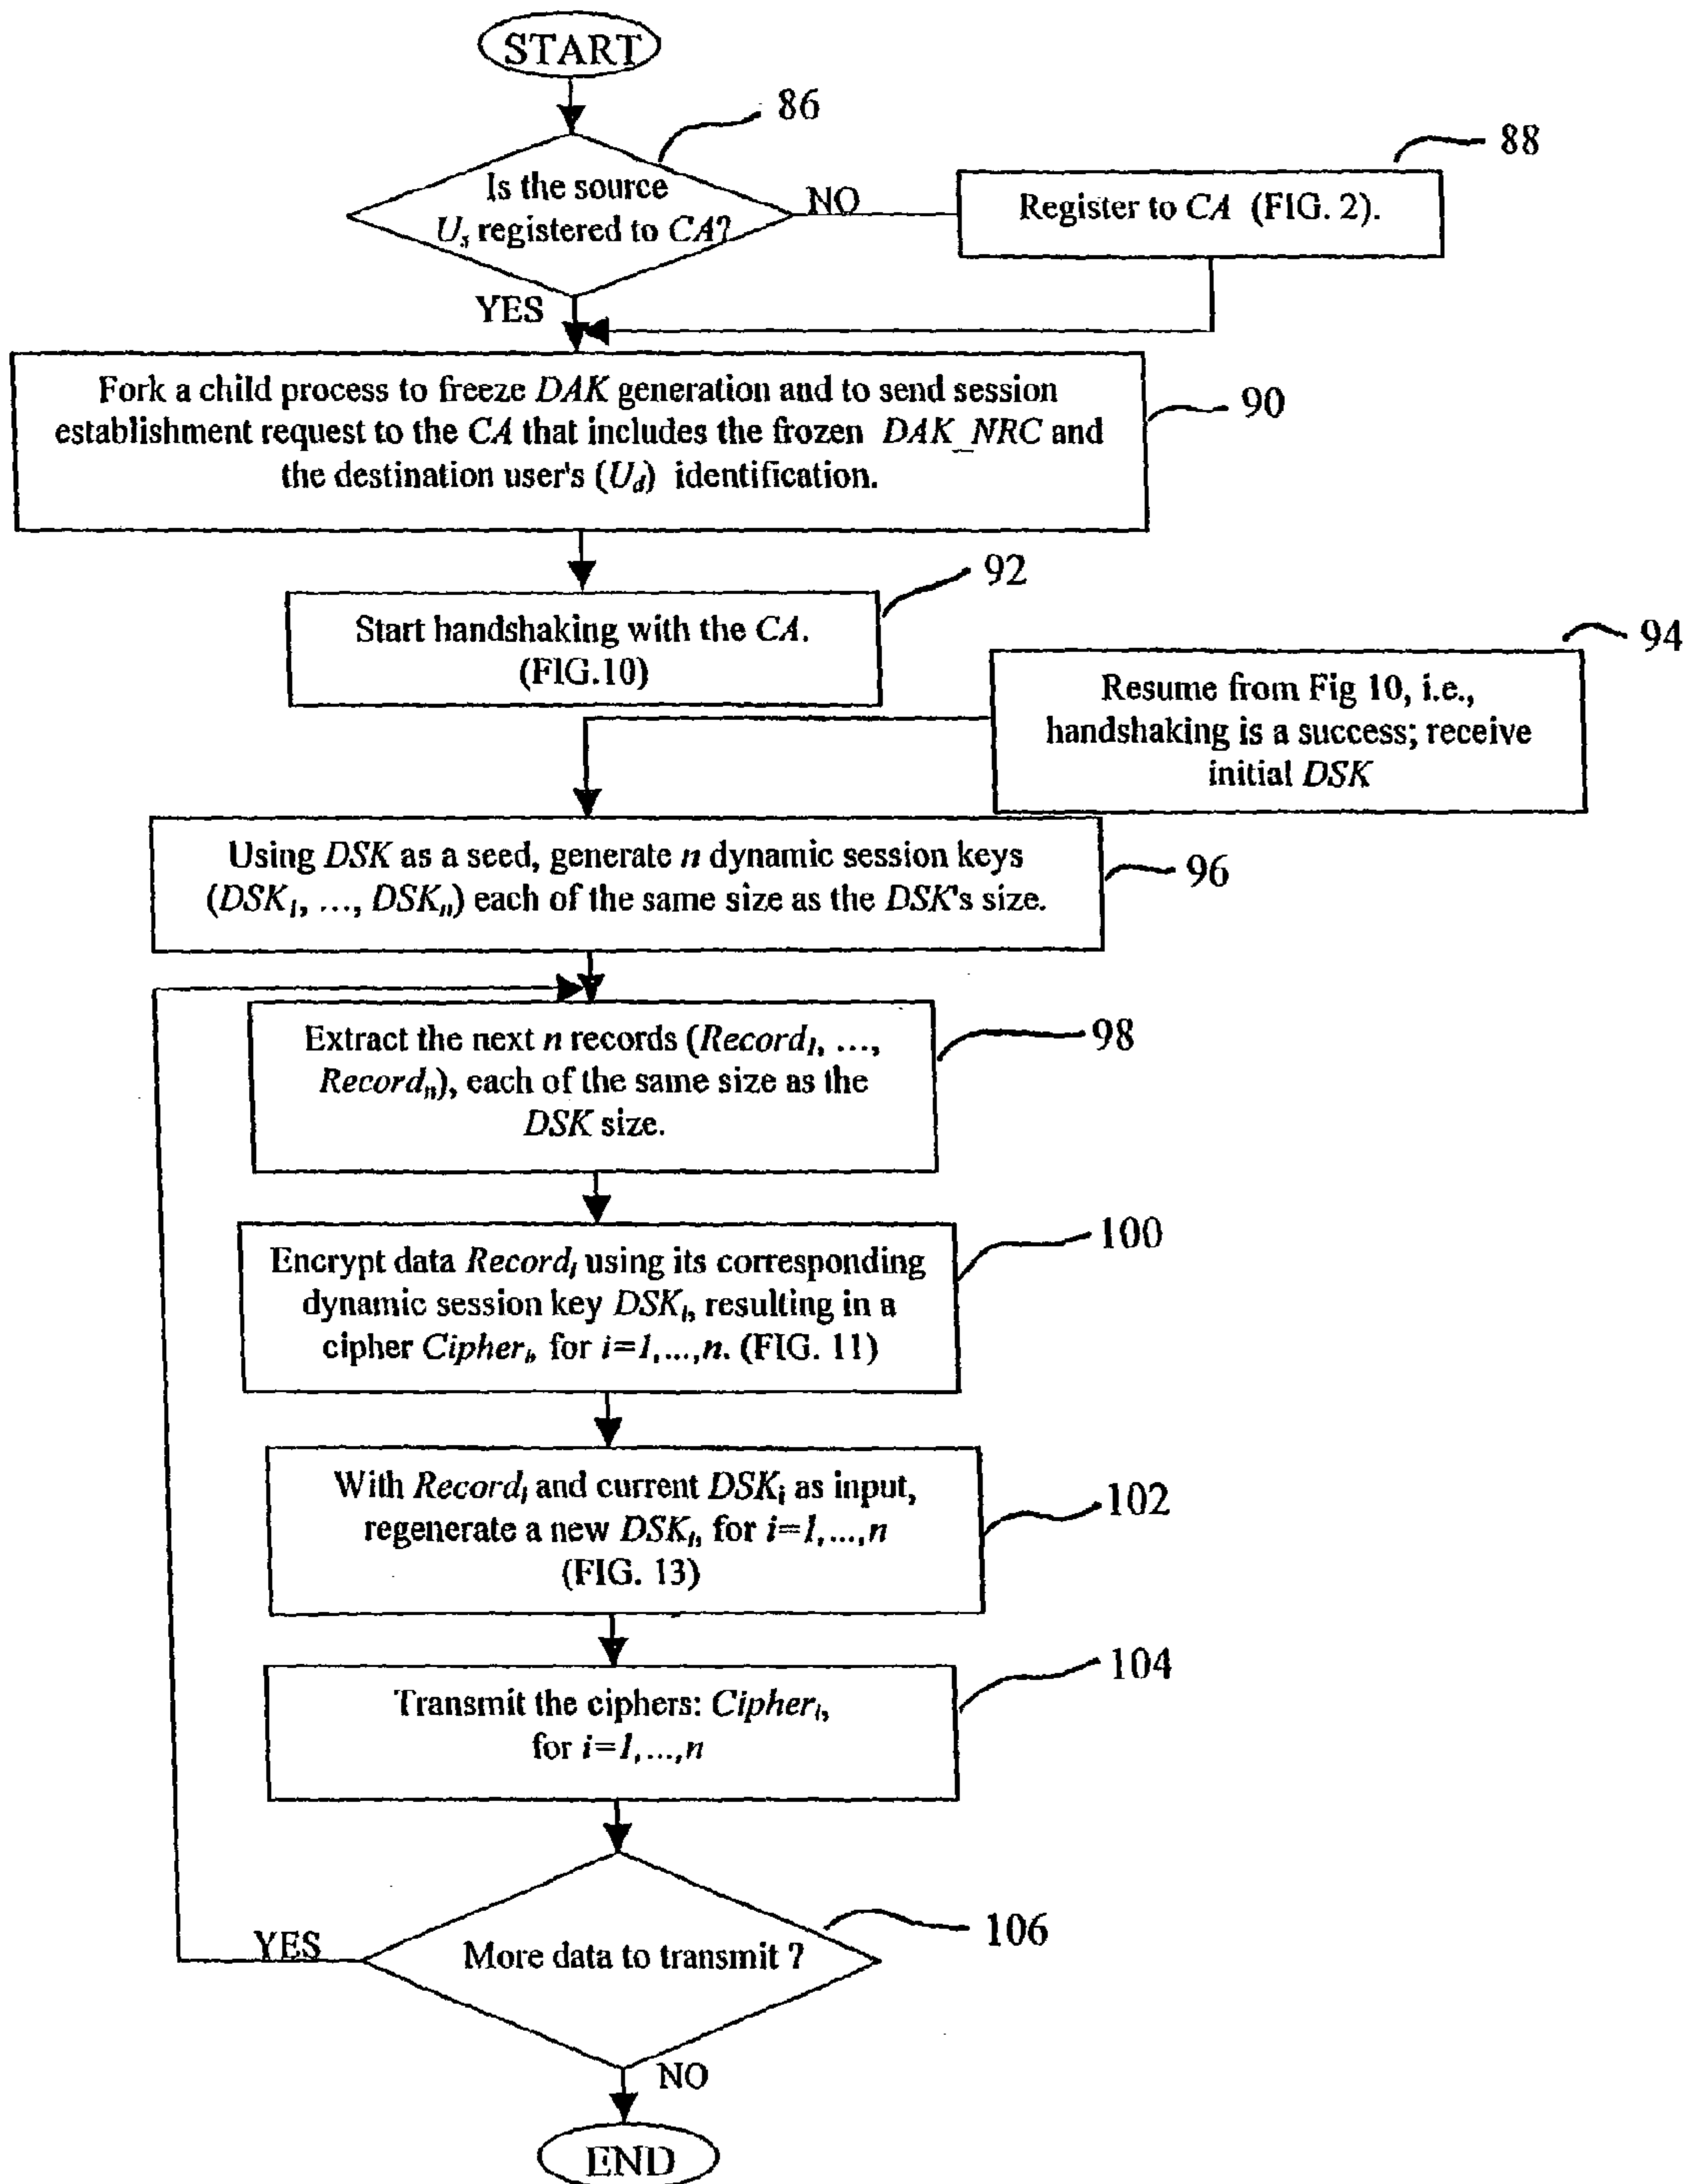 START
86
Is the source
Us registered to CA?
NO
88
Register to CA (FIG. 2).
YES
Fork a child process to freeze DAK generation and to send session
establishment request to the CA that includes the frozen DAK_NRC and
the destination user's (Ud) identification.
90
92
Start handshaking with the CA.
(FIG.10)
94
Resume from Fig 10, i.e.,
handshaking is a success; receive
initial DSK
Using DSK as a seed, generate n dynamic session keys
(DSK1, ..., DSKn) each of the same size as the DSK's size.
96
Extract the next n records (Record1, ...,
Recordn), each of the same size as the
DSK size.
98
Encrypt data Recordi using its corresponding
dynamic session key DSKi, resulting in a
cipher Cipheri, for i=1,...,n. (FIG. 11)
100
With Recordi and current DSKi as input,
regenerate a new DSKi, for i=1,...,n
(FIG. 13)
102
Transmit the ciphers: Cipheri,
for i=1,...,n
104
More data to transmit ?
106
YES
NO
END